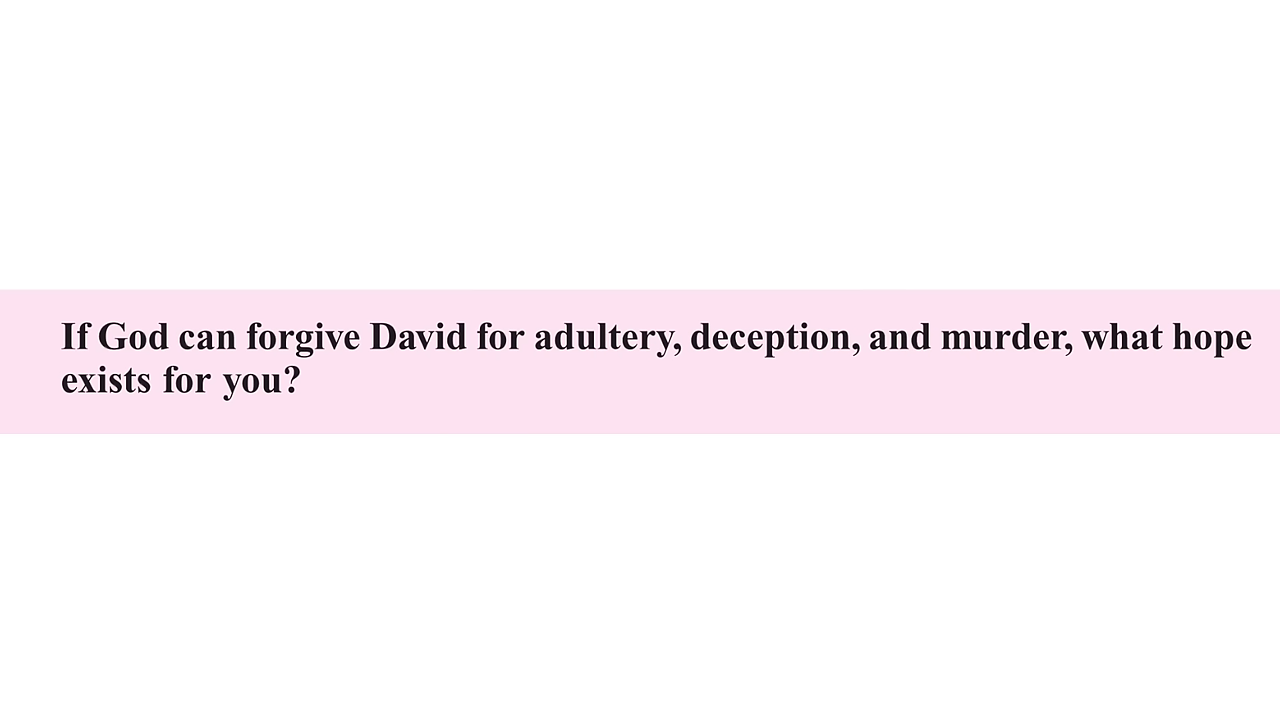 If God can forgive David for adultery, deception, and murder, what hope
exists for you?